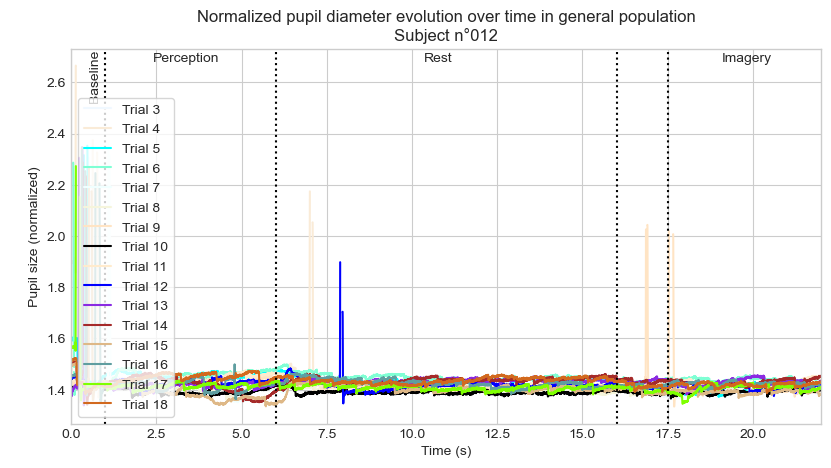 Normalized pupil diameter evolution over time in general population
Subject n°012
Baseline
Perception
Rest
Imagery
Pupil size (normalized)
2.6
2.4
2.2
2.0
1.8
1.6
1.4
Trial 3
Trial 4
Trial 5
Trial 6
Trial 7
Trial 8
Trial 9
Trial 10
Trial 11
Trial 12
Trial 13
Trial 14
Trial 15
Trial 16
Trial 17
Trial 18
0.0 2.5 5.0 7.5 10.0 12.5 15.0 17.5 20.0
Time (s)